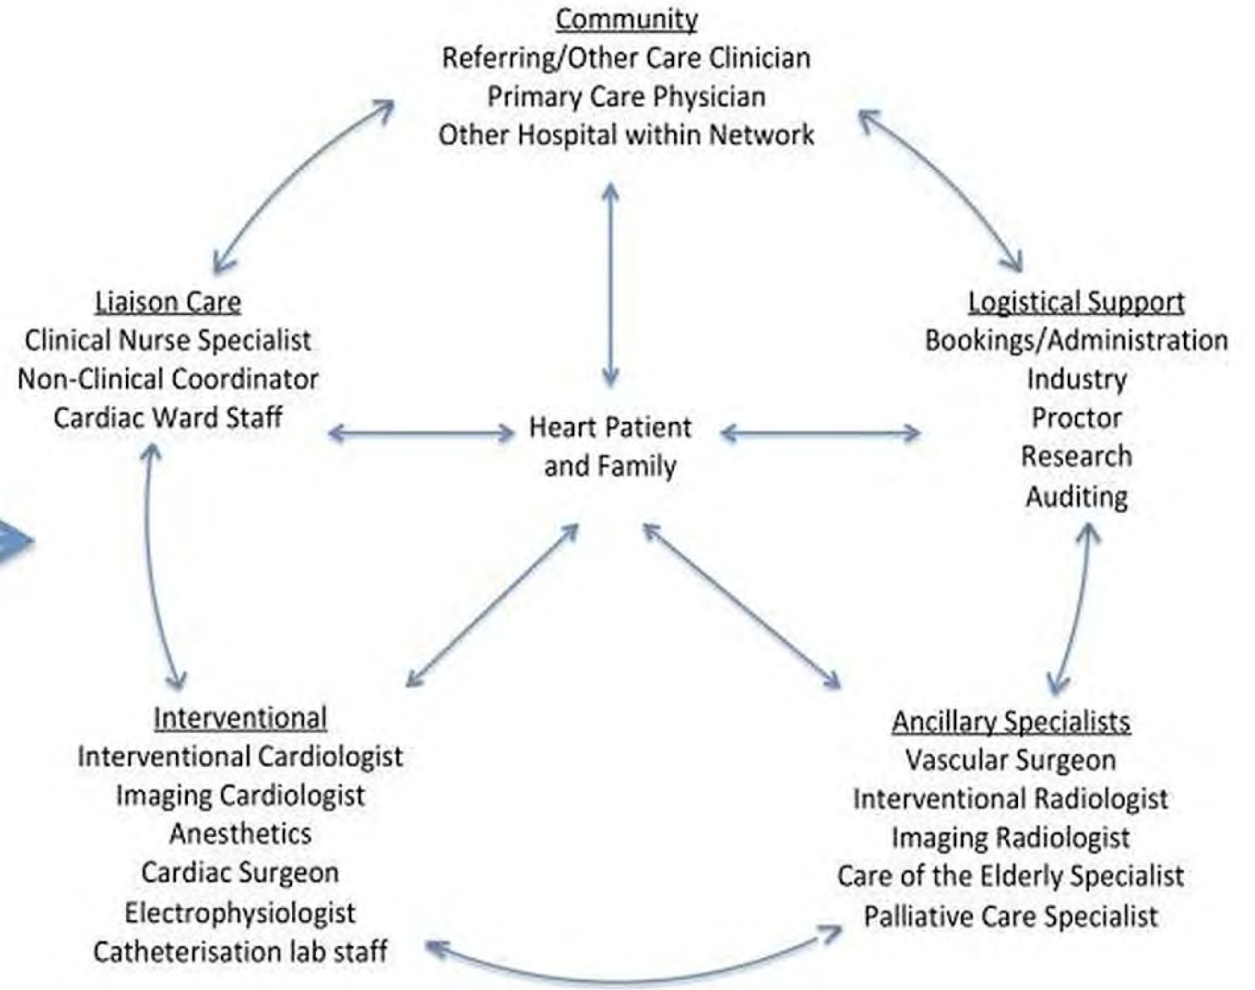 Community
Referring/Other Care Clinician
Primary Care Physician
Other Hospital within Network
Liaison Care
Clinical Nurse Specialist
Non-Clinical Coordinator
Cardiac Ward Staff
Logistical Support
Bookings/Administration
Industry
Proctor
Research
Auditing
Heart Patient
and Family
Interventional
Interventional Cardiologist
Imaging Cardiologist
Anesthetics
Cardiac Surgeon
Electrophysiologist
Catheterisation lab staff
Ancillary Specialists
Vascular Surgeon
Interventional Radiologist
Imaging Radiologist
Care of the Elderly Specialist
Palliative Care Specialist